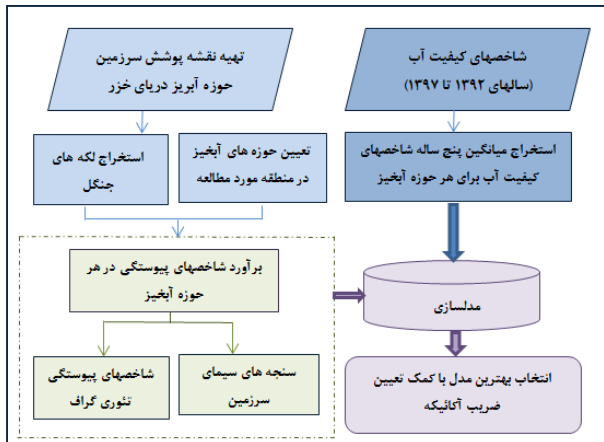 شاخصهای کیفیت آب
(سالهای ۱۳۹۲ تا ۱۳۹۷)
تهیه نقشه پوشش سرزمین
حوزه آبریز دریای خزر
استخراج میانگین پنج ساله شاخصهای
کیفیت آب برای هر حوزه آبخیز
تعیین حوزه های آبخیز
در منطقه مورد مطالعه
استخراج لکه های
جنگل
برآورد شاخصهای پیوستگی در هر
حوزه آبخیز
مدلسازی
سنجه های سیمای
سرزمین
شاخصهای پیوستگی
تئوری گراف
انتخاب بهترین مدل با کمک تعیین
ضریب آکائیکه